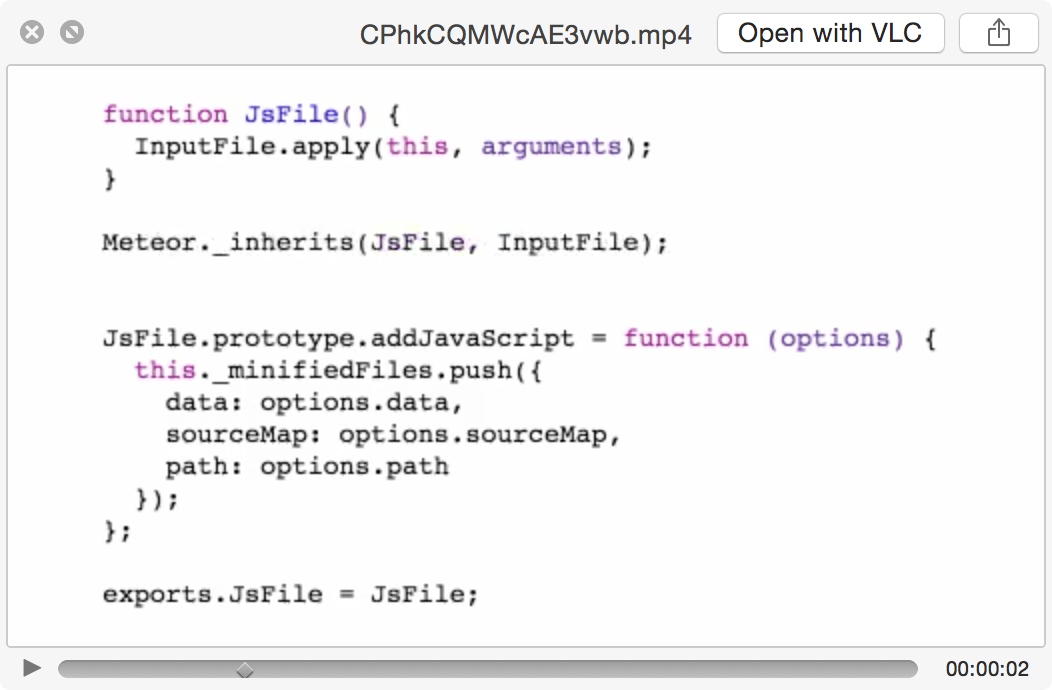 CPhkCQMWcAE3vwb.mp4 Open with VLC
function JsFile() {
  InputFile.apply(this, arguments);
}
Meteor._inherits(JsFile, InputFile);
JsFile.prototype.addJavaScript = function (options) {
  this._minifiedFiles.push({
    data: options.data,
    sourceMap: options.sourceMap,
    path: options.path
  });
};
exports.JsFile = JsFile;
00:00:02